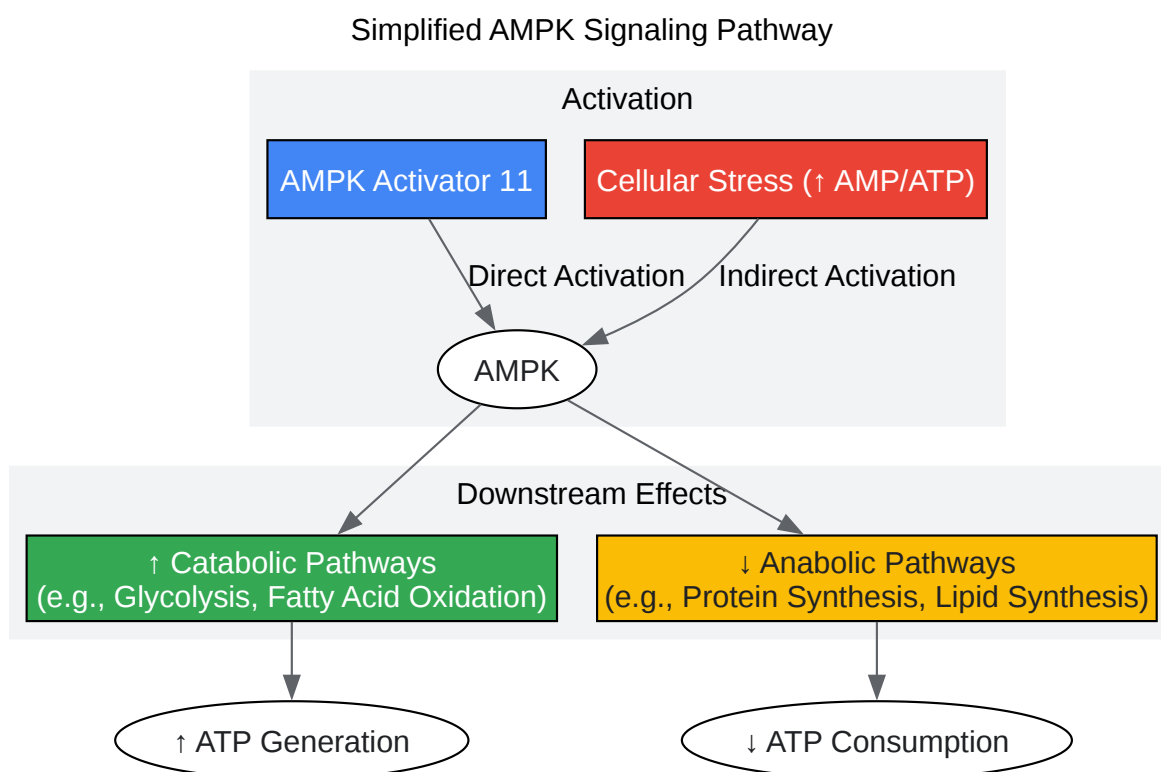 Simplified AMPK Signaling Pathway
Activation
AMPK Activator 11
Cellular Stress (↑ AMP/ATP)
Direct Activation
Indirect Activation
AMPK
Downstream Effects
↑ Catabolic Pathways
(e.g., Glycolysis, Fatty Acid Oxidation)
↓ Anabolic Pathways
(e.g., Protein Synthesis, Lipid Synthesis)
↑ ATP Generation
↓ ATP Consumption